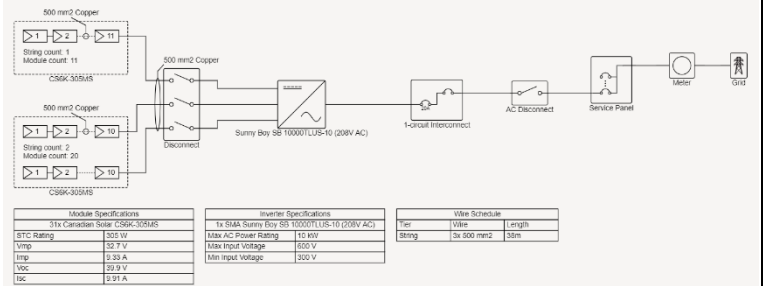 500 mm2 Copper
1 2 11
String count: 1
Module count: 11
CS6K-305MS
500 mm2 Copper
500 mm2 Copper
1 2 10
String count: 2
Module count: 20
1 2 10
CS6K-305MS
Disconnect
Sunny Boy SB 10000TLUS-10 (208V AC)
20A
1-circuit Interconnect
AC Disconnect
Service Panel
Meter
Grid
Module Specifications
31x Canadian Solar CS6K-305MS
STC Rating 305 W
Vmp 32.7 V
Imp 9.33 A
Voc 39.9 V
Isc 9.91 A
Inverter Specifications
1x SMA Sunny Boy SB 10000TLUS-10 (208V AC)
Max AC Power Rating 10 kW
Max Input Voltage 600 V
Min Input Voltage 300 V
Wire Schedule
Tier Wire Length
String 3x 500 mm2 38m